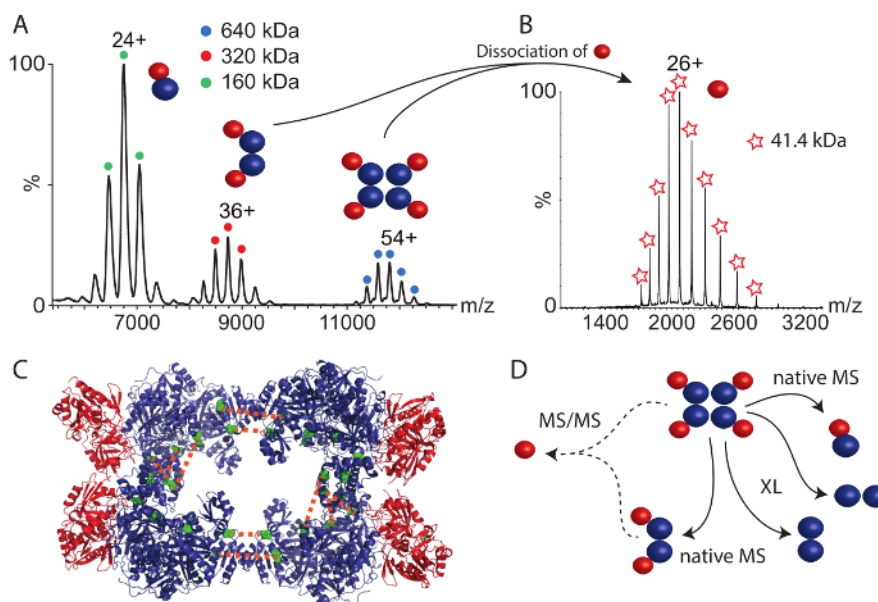 A
24+
640 kDa
320 kDa
160 kDa
100
36+
54+
%
0
7000
9000
11000
m/z
Dissociation of
B
26+
41.4 kDa
100
%
0
1400
2000
2600
3200
m/z
C
D
MS/MS
native MS
XL
native MS